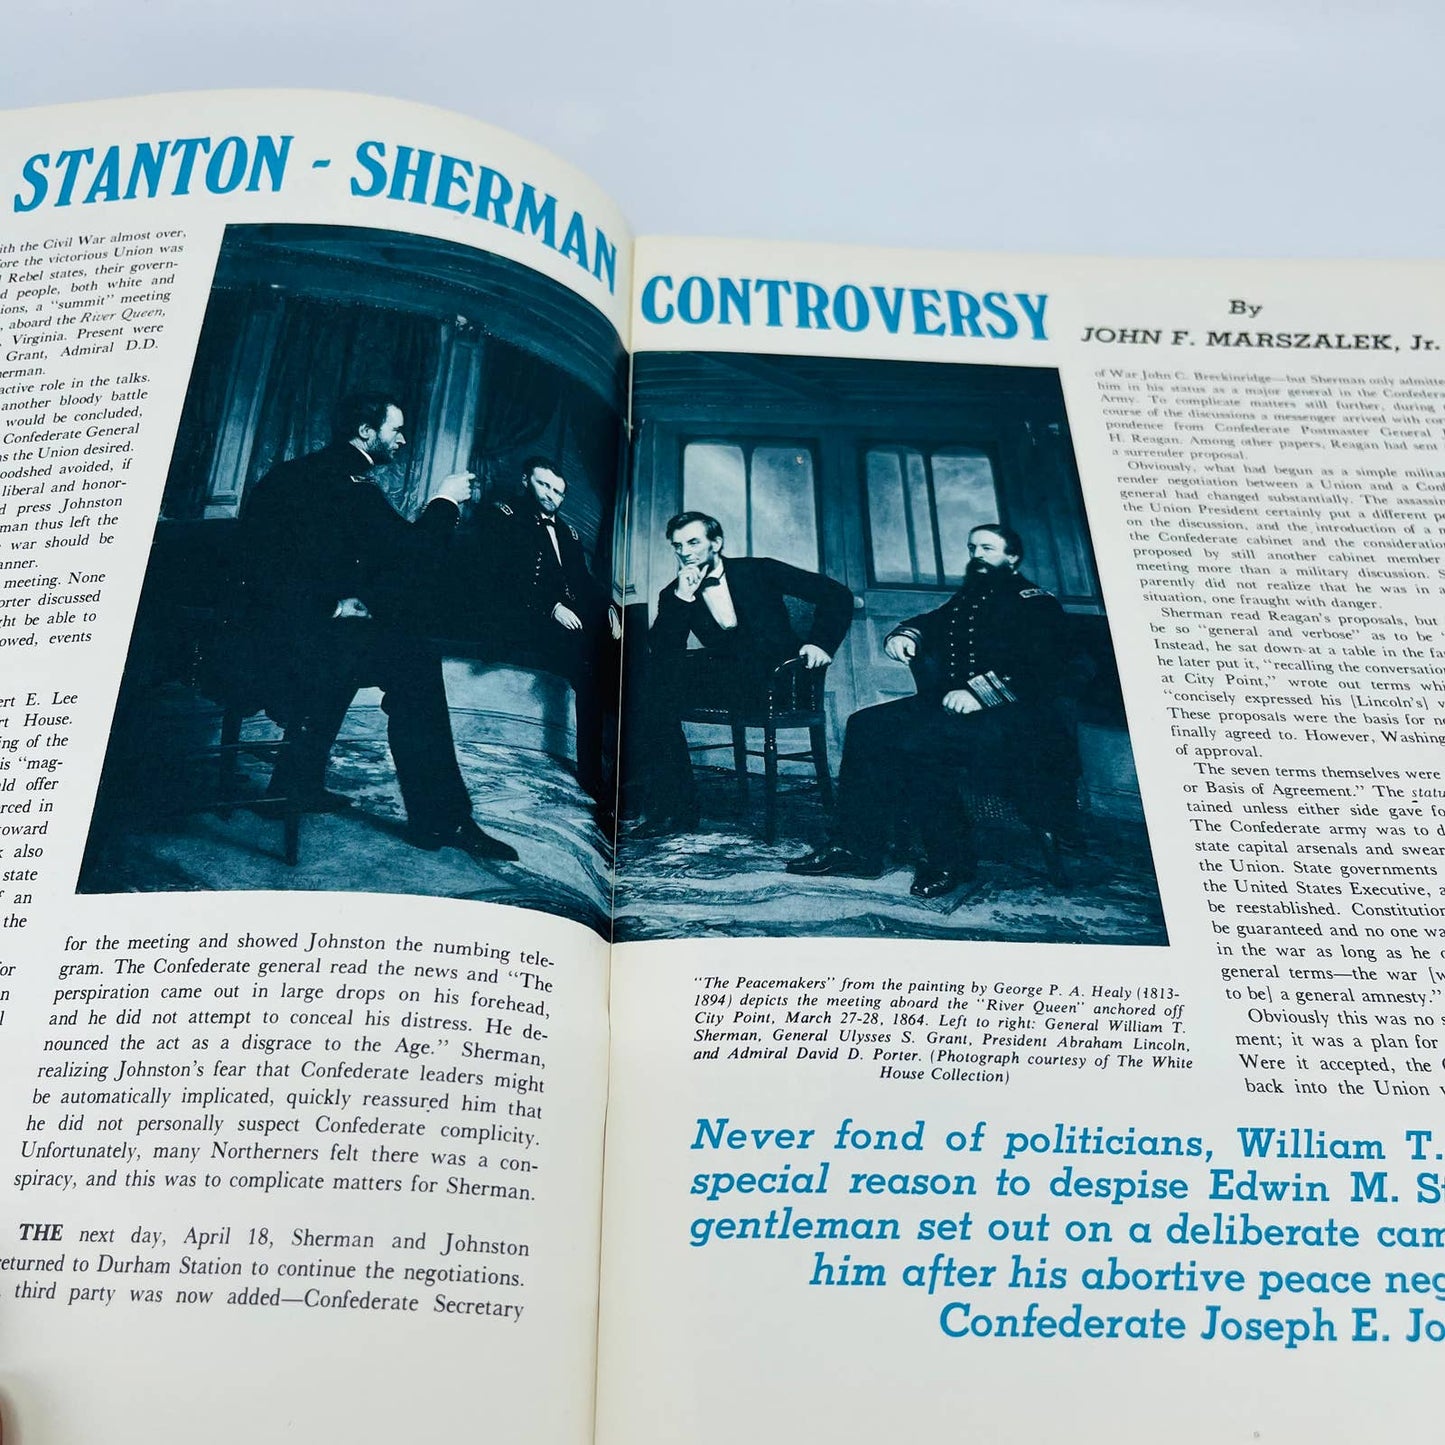 STANTON - SHERMAN
CONTROVERSY
By
JOHN F. MARSZALEK, Jr.
with the Civil War almost over,
the victorious Union was
Rebel states, their govern-
people, both white and
a "summit" meeting
aboard the River Queen,
Virginia. Present were
Grant, Admiral D.D.
active role in the talks.
another bloody battle
would be concluded,
Confederate General
as the Union desired.
avoided, if
liberal and honor-
press Johnston
thus left the
war should be
meeting. None
discussed
be able to
events
E. Lee
House.
of the
is "mag-
offer
in
also
state
an
the
for the meeting and showed Johnston the numbing tele-
gram. The Confederate general read the news and "The
perspiration came out in large drops on his forehead,
and he did not attempt to conceal his distress. He de-
nounced the act as a disgrace to the Age." Sherman,
realizing Johnston's fear that Confederate leaders might
be automatically implicated, quickly reassured him that
he did not personally suspect Confederate complicity.
Unfortunately, many Northerners felt there was a con-
spiracy, and this was to complicate matters for Sherman.
THE next day, April 18, Sherman and Johnston
returned to Durham Station to continue the negotiations.
third party was now added—Confederate Secretary
of War John C. Breckinridge—but Sherman only admitte
him in his status as a major general in the Confedera
Army. To complicate matters still further, during
course of the discussions a messenger arrived with cor
pondence from Confederate Postmaster General
H. Reagan. Among other papers, Reagan had sent
a surrender proposal.
Obviously, what had begun as a simple militar
render negotiation between a Union and a Conf
general had changed substantially. The assassin
the Union President certainly put a different p
on the discussion, and the introduction of a m
the Confederate cabinet and the consideration
proposed by still another cabinet member
meeting more than a military discussion. S
parently did not realize that he was in a
situation, one fraught with danger.
Sherman read Reagan's proposals, but
be so "general and verbose" as to be
Instead, he sat down at a table in the fa
he later put it, "recalling the conversatio
at City Point," wrote out terms whi
"concisely expressed his [Lincoln's] v
These proposals were the basis for
finally agreed to. However, Washing
of approval.
The seven terms themselves were
or Basis of Agreement." The statu
tained unless either side gave fo
The Confederate army was to d
state capital arsenals and swear
the Union. State governments
the United States Executive, a
be reestablished. Constitution
be guaranteed and no one wa
in the war as long as he
general terms—the war [w
to be] a general amnesty."
Obviously this was no s
ment; it was a plan for
Were it accepted, the
back into the Union
"The Peacemakers" from the painting by George P. A. Healy (1813-
1894) depicts the meeting aboard the "River Queen" anchored off
City Point, March 27-28, 1864. Left to right: General William T.
Sherman, General Ulysses S. Grant, President Abraham Lincoln,
and Admiral David D. Porter. (Photograph courtesy of The White
House Collection)
Never fond of politicians, William T.
special reason to despise Edwin M. St
gentleman set out on a deliberate cam
him after his abortive peace neg
Confederate Joseph E. Jo